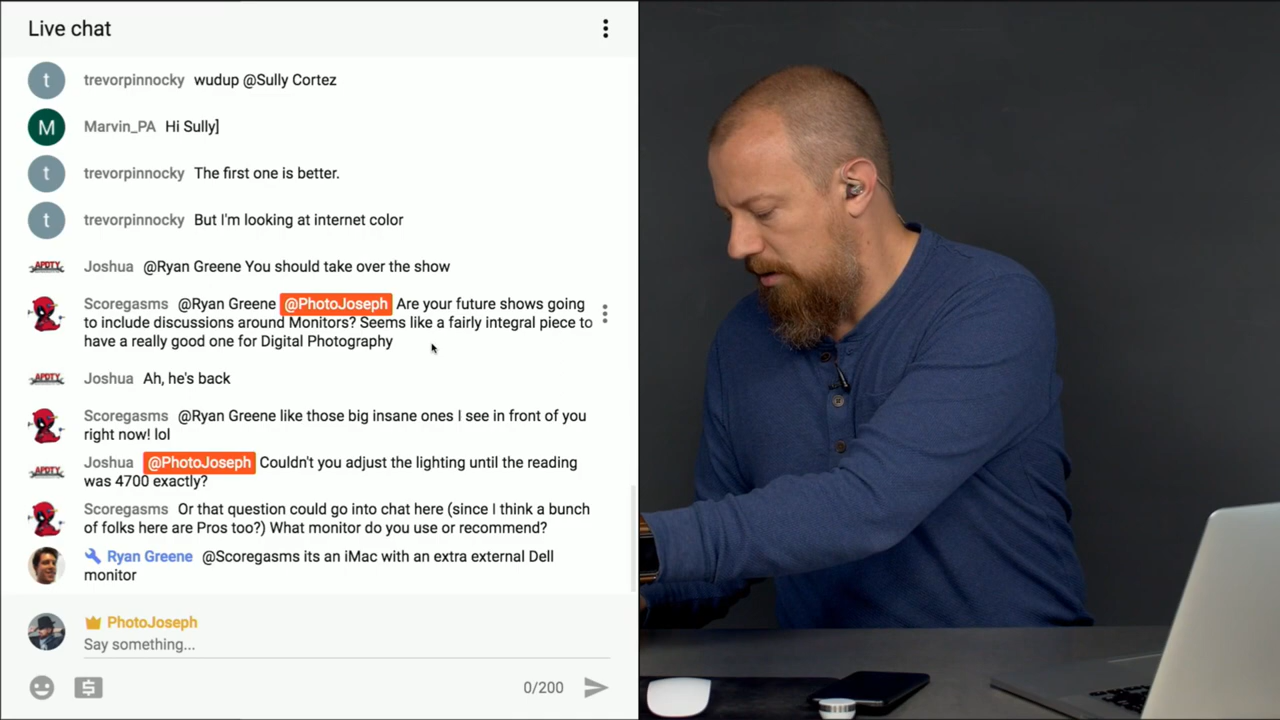 Live chat
t trevorpinnocky wudup @Sully Cortez
M Marvin_PA Hi Sully]
t trevorpinnocky The first one is better.
t trevorpinnocky But I'm looking at internet color
APDTY Joshua @Ryan Greene You should take over the show
Scoregasms @Ryan Greene @PhotoJoseph Are your future shows going
to include discussions around Monitors? Seems like a fairly integral piece to
have a really good one for Digital Photography
APDTY Joshua Ah, he's back
Scoregasms @Ryan Greene like those big insane ones I see in front of you
right now! lol
APDTY Joshua @PhotoJoseph Couldn't you adjust the lighting until the reading
was 4700 exactly?
Scoregasms Or that question could go into chat here (since I think a bunch
of folks here are Pros too?) What monitor do you use or recommend?
Ryan Greene @Scoregasms its an iMac with an extra external Dell
monitor
PhotoJoseph
Say something...
$ 0/200